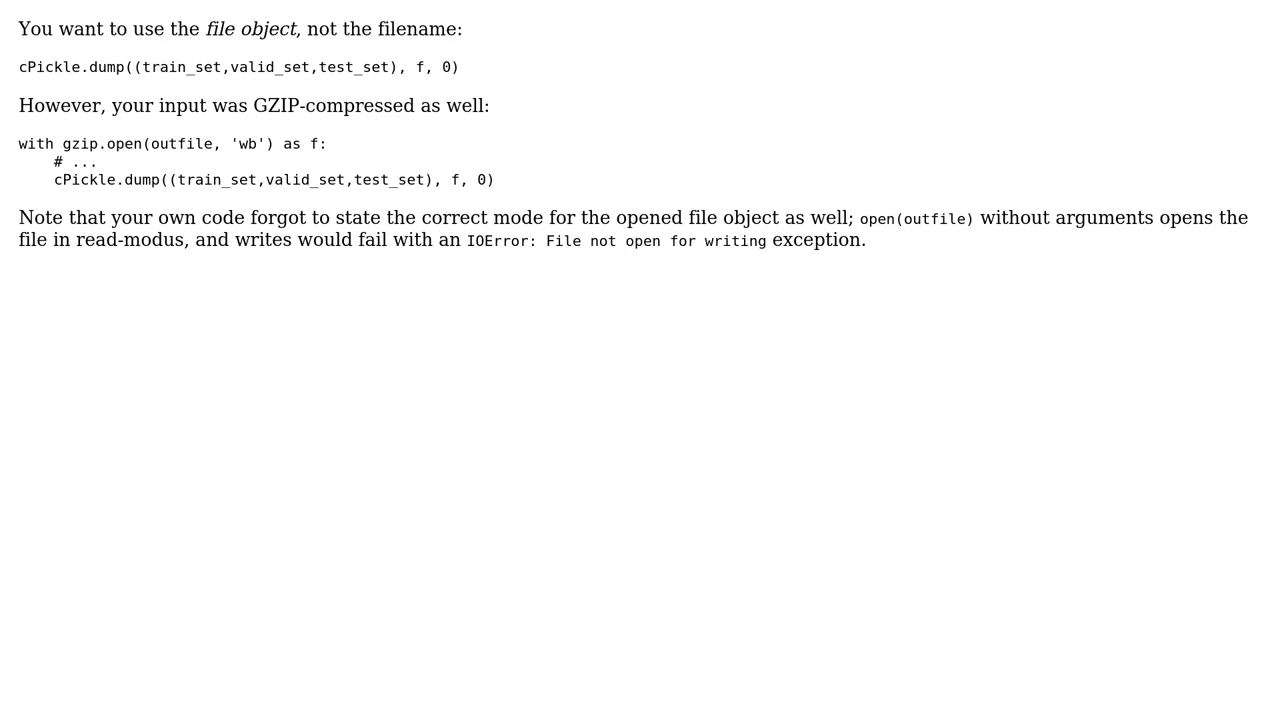 You want to use the file object, not the filename:
cPickle.dump((train_set,valid_set,test_set), f, 0)
However, your input was GZIP-compressed as well:
with gzip.open(outfile, 'wb') as f:
    # ...
    cPickle.dump((train_set,valid_set,test_set), f, 0)
Note that your own code forgot to state the correct mode for the opened file object as well; open(outfile) without arguments opens the
file in read-modus, and writes would fail with an IOError: File not open for writing exception.